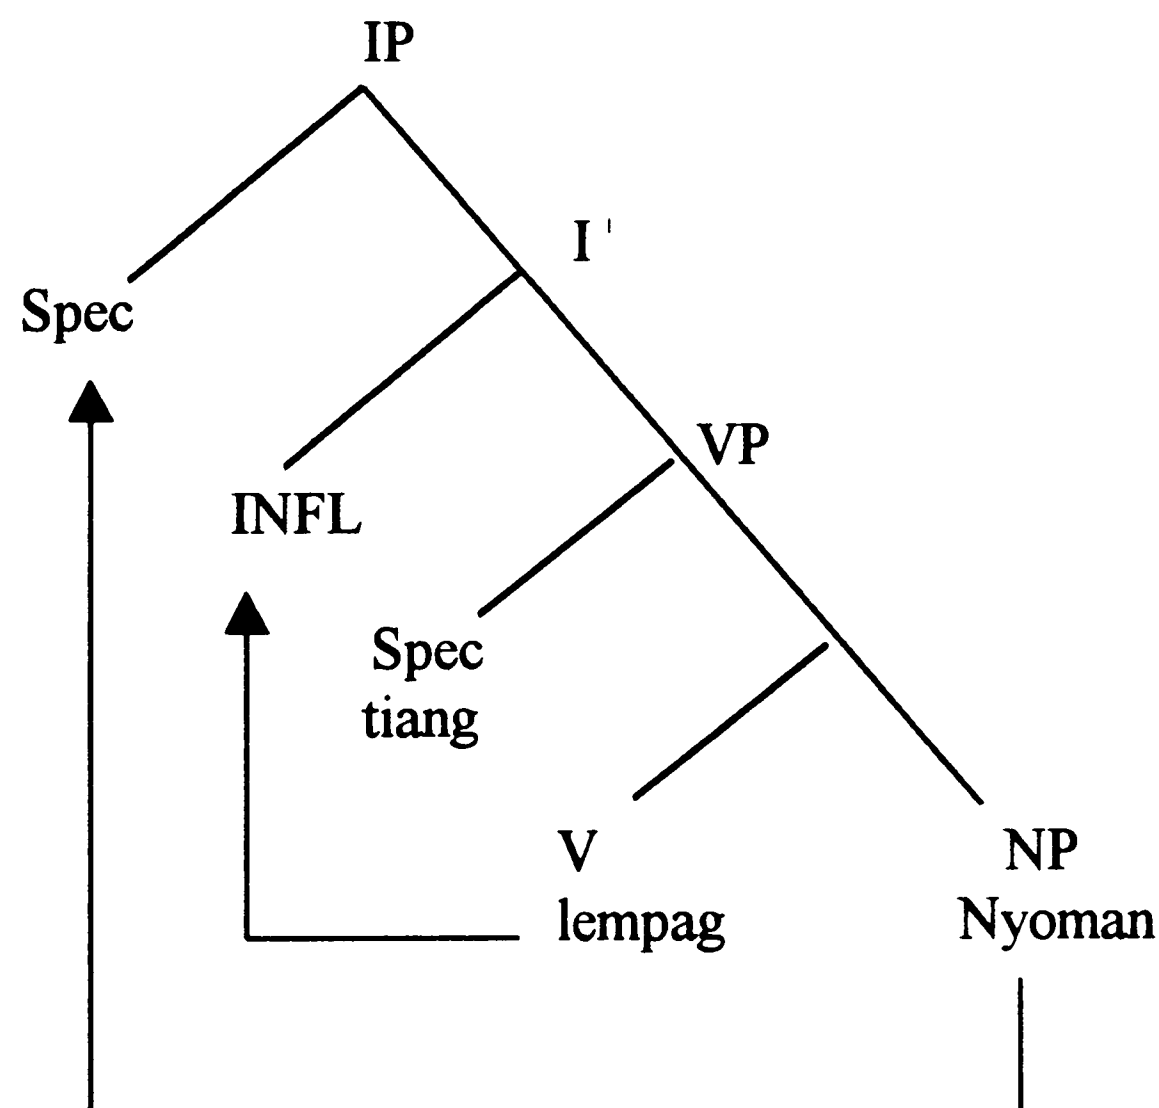 IP
I'
Spec
VP
INFL
Spec
tiang
V
NP
lempag
Nyoman